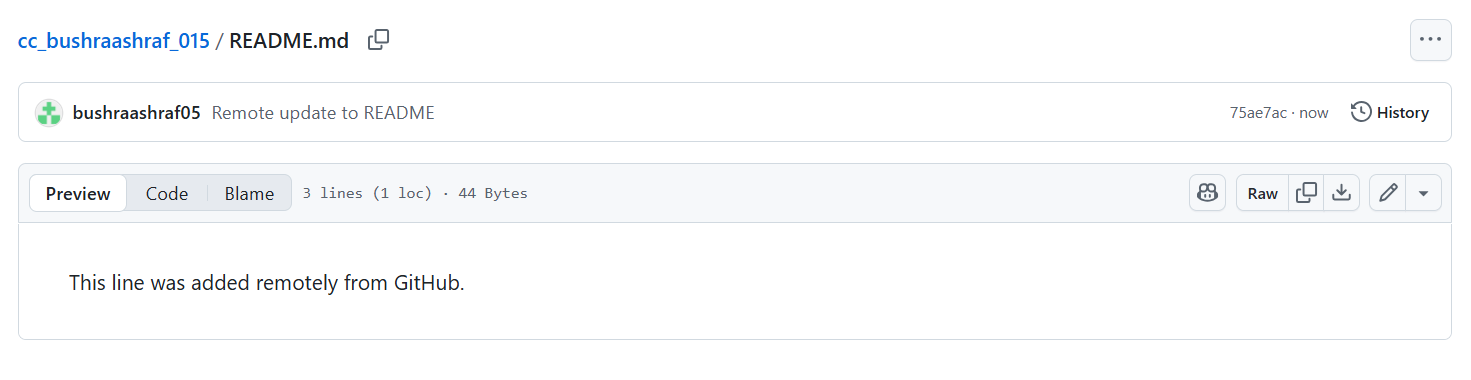 cc_bushraashraf_015 / README.md
bushraashraf05 Remote update to README 75ae7ac · now History
Preview Code Blame 3 lines (1 loc) · 44 Bytes Raw
This line was added remotely from GitHub.